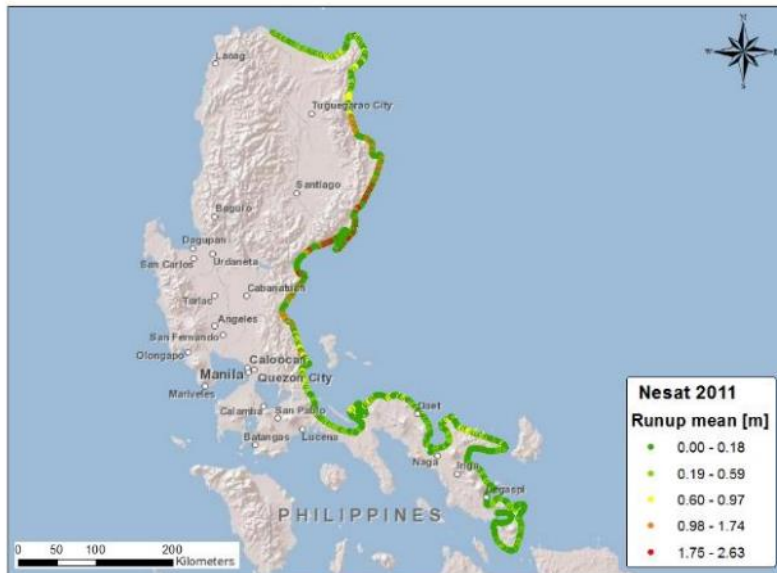 N
W
E
S
Laoag
Tuguegarao City
Santiago
Baguio
Dagupan
San Carlos
Urdaneta
Tarlac
Cabanatuan
Angeles
San Fernando
Olongapo
Caloocan
Manila
Quezon City
Mariveles
Calamba
San Pablo
Batangas
Lucena
Daet
Naga
Iriga
Legaspi
PHILIPPINES
Nesat 2011
Runup mean [m]
0.00 - 0.18
0.19 - 0.59
0.60 - 0.97
0.98 - 1.74
1.75 - 2.63
0 50 100 200
Kilometers